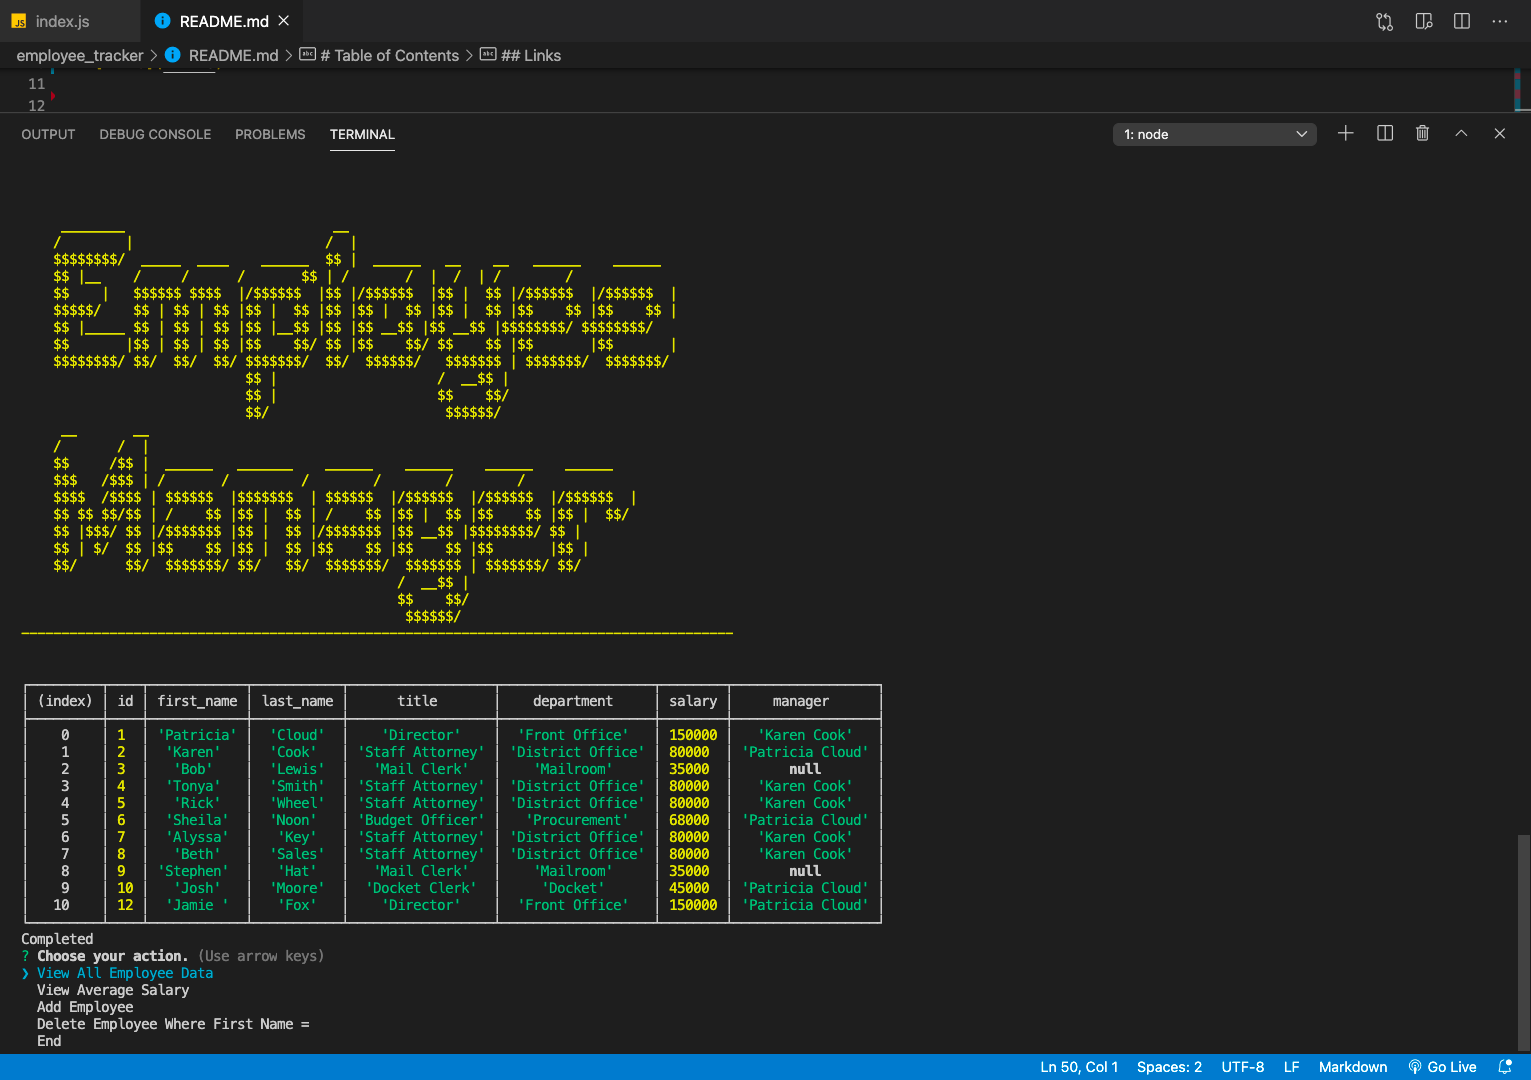 index.js README.md
employee_tracker > README.md > # Table of Contents > ## Links
11
12
OUTPUT DEBUG CONSOLE PROBLEMS TERMINAL 1: node
Employee
Manager
(index) id first_name last_name title department salary manager
0 1 'Patricia' 'Cloud' 'Director' 'Front Office' 150000 'Karen Cook'
1 2 'Karen' 'Cook' 'Staff Attorney' 'District Office' 80000 'Patricia Cloud'
2 3 'Bob' 'Lewis' 'Mail Clerk' 'Mailroom' 35000 null
3 4 'Tonya' 'Smith' 'Staff Attorney' 'District Office' 80000 'Karen Cook'
4 5 'Rick' 'Wheel' 'Staff Attorney' 'District Office' 80000 'Karen Cook'
5 6 'Sheila' 'Noon' 'Budget Officer' 'Procurement' 68000 'Patricia Cloud'
6 7 'Alyssa' 'Key' 'Staff Attorney' 'District Office' 80000 'Karen Cook'
7 8 'Beth' 'Sales' 'Staff Attorney' 'District Office' 80000 'Karen Cook'
8 9 'Stephen' 'Hat' 'Mail Clerk' 'Mailroom' 35000 null
9 10 'Josh' 'Moore' 'Docket Clerk' 'Docket' 45000 'Patricia Cloud'
10 12 'Jamie ' 'Fox' 'Director' 'Front Office' 150000 'Patricia Cloud'
Completed
? Choose your action. (Use arrow keys)
❯ View All Employee Data
View Average Salary
Add Employee
Delete Employee Where First Name =
End
Ln 50, Col 1 Spaces: 2 UTF-8 LF Markdown Go Live